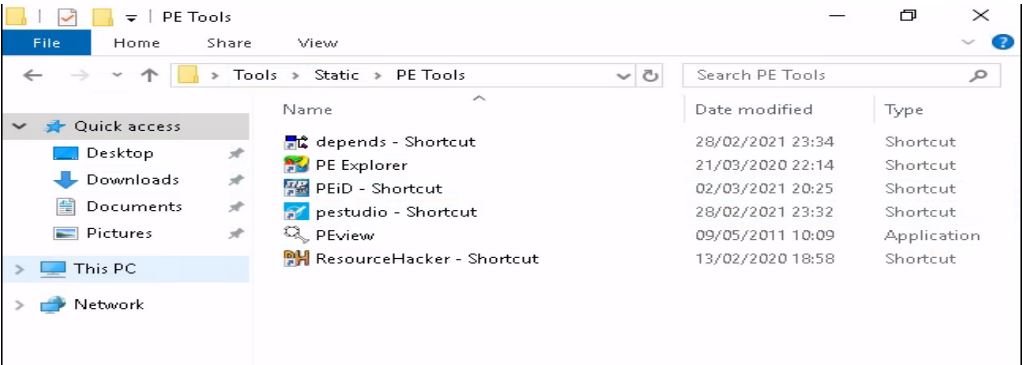 PE Tools
File Home Share View
Tools > Static > PE Tools
Search PE Tools
Name Date modified Type
Quick access
Desktop
Downloads
Documents
Pictures
This PC
Network
depends - Shortcut 28/02/2021 23:34 Shortcut
PE Explorer 21/03/2020 22:14 Shortcut
PEiD - Shortcut 02/03/2021 20:25 Shortcut
pestudio - Shortcut 28/02/2021 23:32 Shortcut
PEview 09/05/2011 10:09 Application
ResourceHacker - Shortcut 13/02/2020 18:58 Shortcut